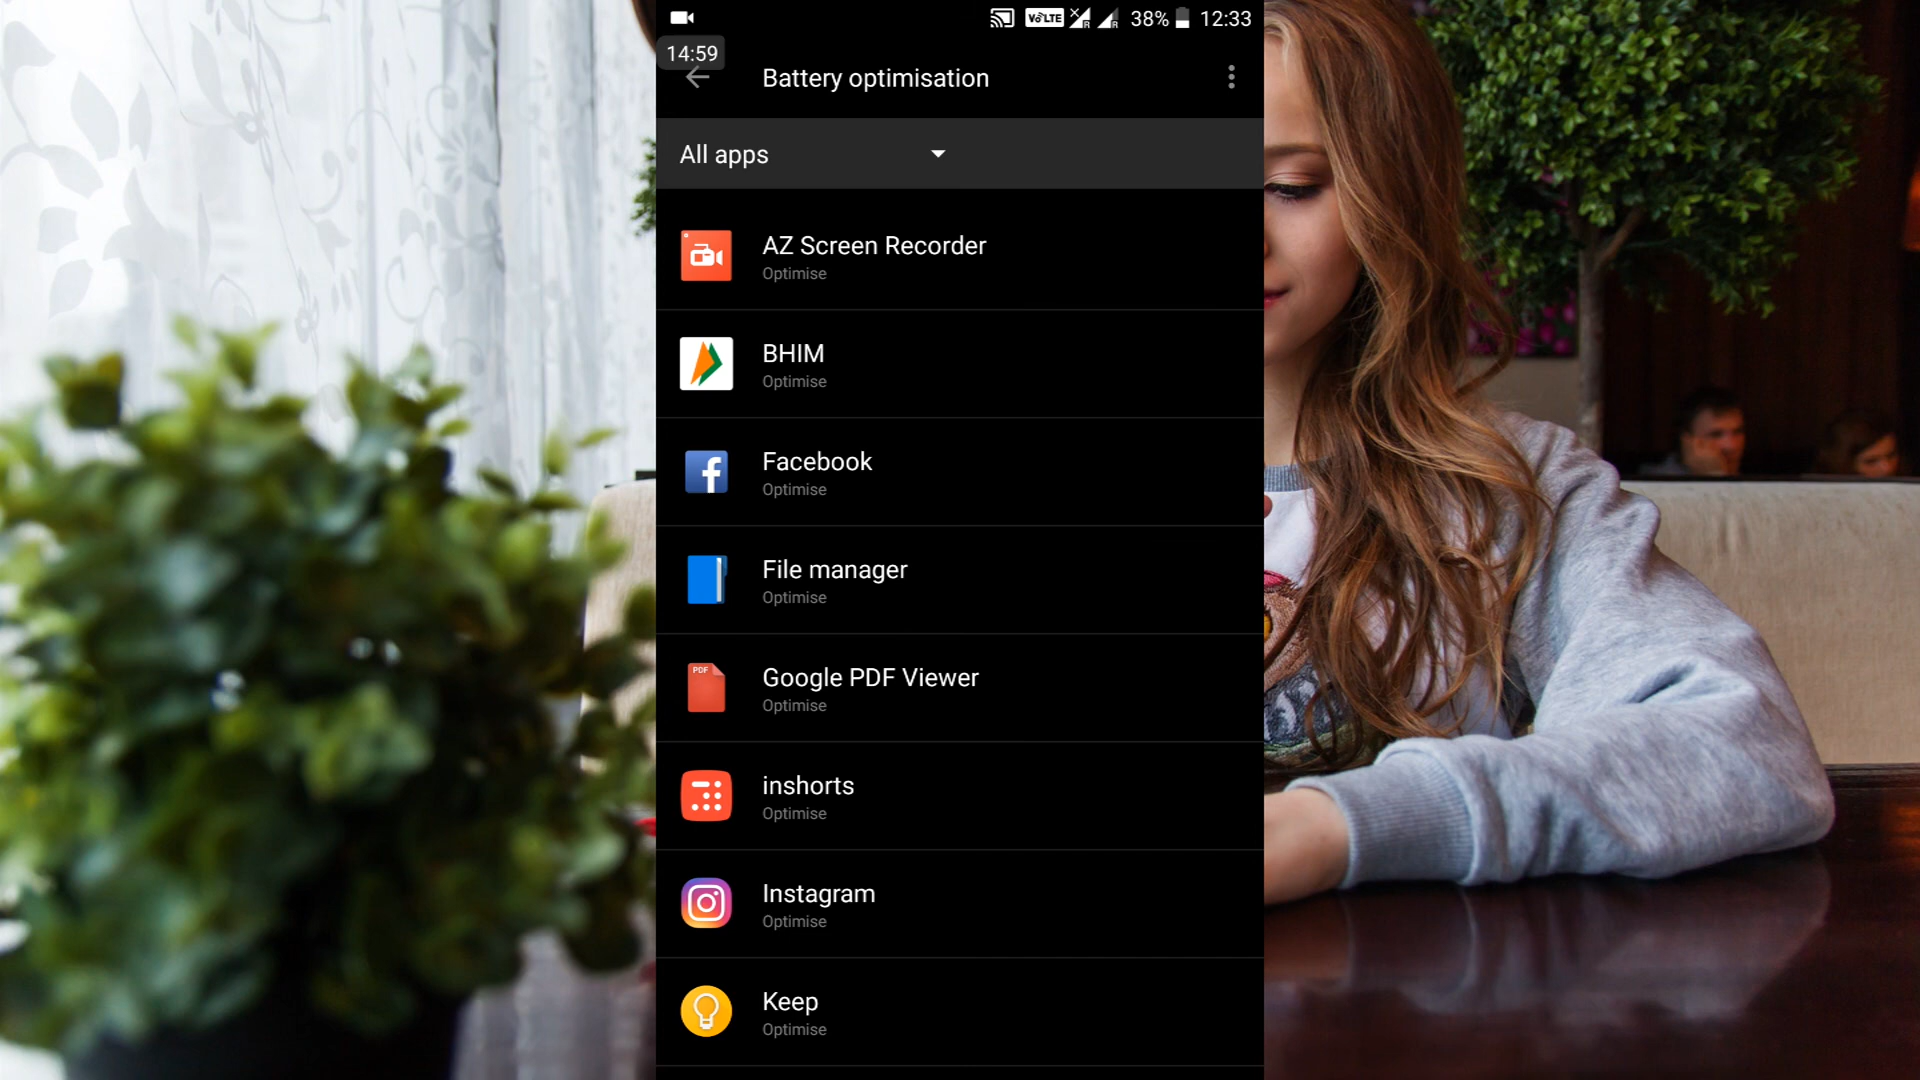 VoLTE R R 38% 12:33
14:59
Battery optimisation
All apps
AZ Screen Recorder
Optimise
BHIM
Optimise
Facebook
Optimise
File manager
Optimise
PDF
Google PDF Viewer
Optimise
inshorts
Optimise
Instagram
Optimise
Keep
Optimise